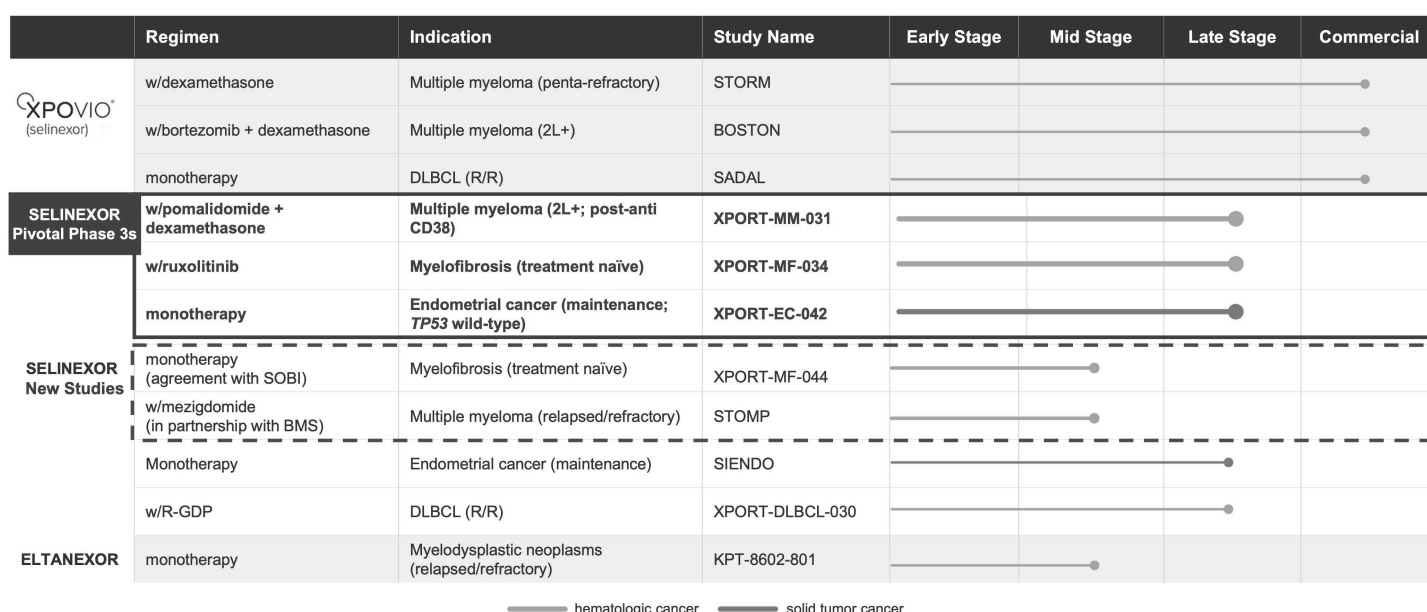 Regimen Indication Study Name Early Stage Mid Stage Late Stage Commercial
XPOVIO®
(selinexor)
w/dexamethasone Multiple myeloma (penta-refractory) STORM
w/bortezomib + dexamethasone Multiple myeloma (2L+) BOSTON
monotherapy DLBCL (R/R) SADAL
SELINEXOR
Pivotal Phase 3s
w/pomalidomide +
dexamethasone
Multiple myeloma (2L+; post-anti
CD38)
XPORT-MM-031
w/ruxolitinib Myelofibrosis (treatment naïve) XPORT-MF-034
monotherapy
Endometrial cancer (maintenance;
TP53 wild-type)
XPORT-EC-042
SELINEXOR
New Studies
monotherapy
(agreement with SOBI)
Myelofibrosis (treatment naïve)
XPORT-MF-044
w/mezigdomide
(in partnership with BMS)
Multiple myeloma (relapsed/refractory) STOMP
Monotherapy Endometrial cancer (maintenance) SIENDO
w/R-GDP DLBCL (R/R) XPORT-DLBCL-030
ELTANEXOR
monotherapy
Myelodysplastic neoplasms
(relapsed/refractory)
KPT-8602-801
hematologic cancer solid tumor cancer